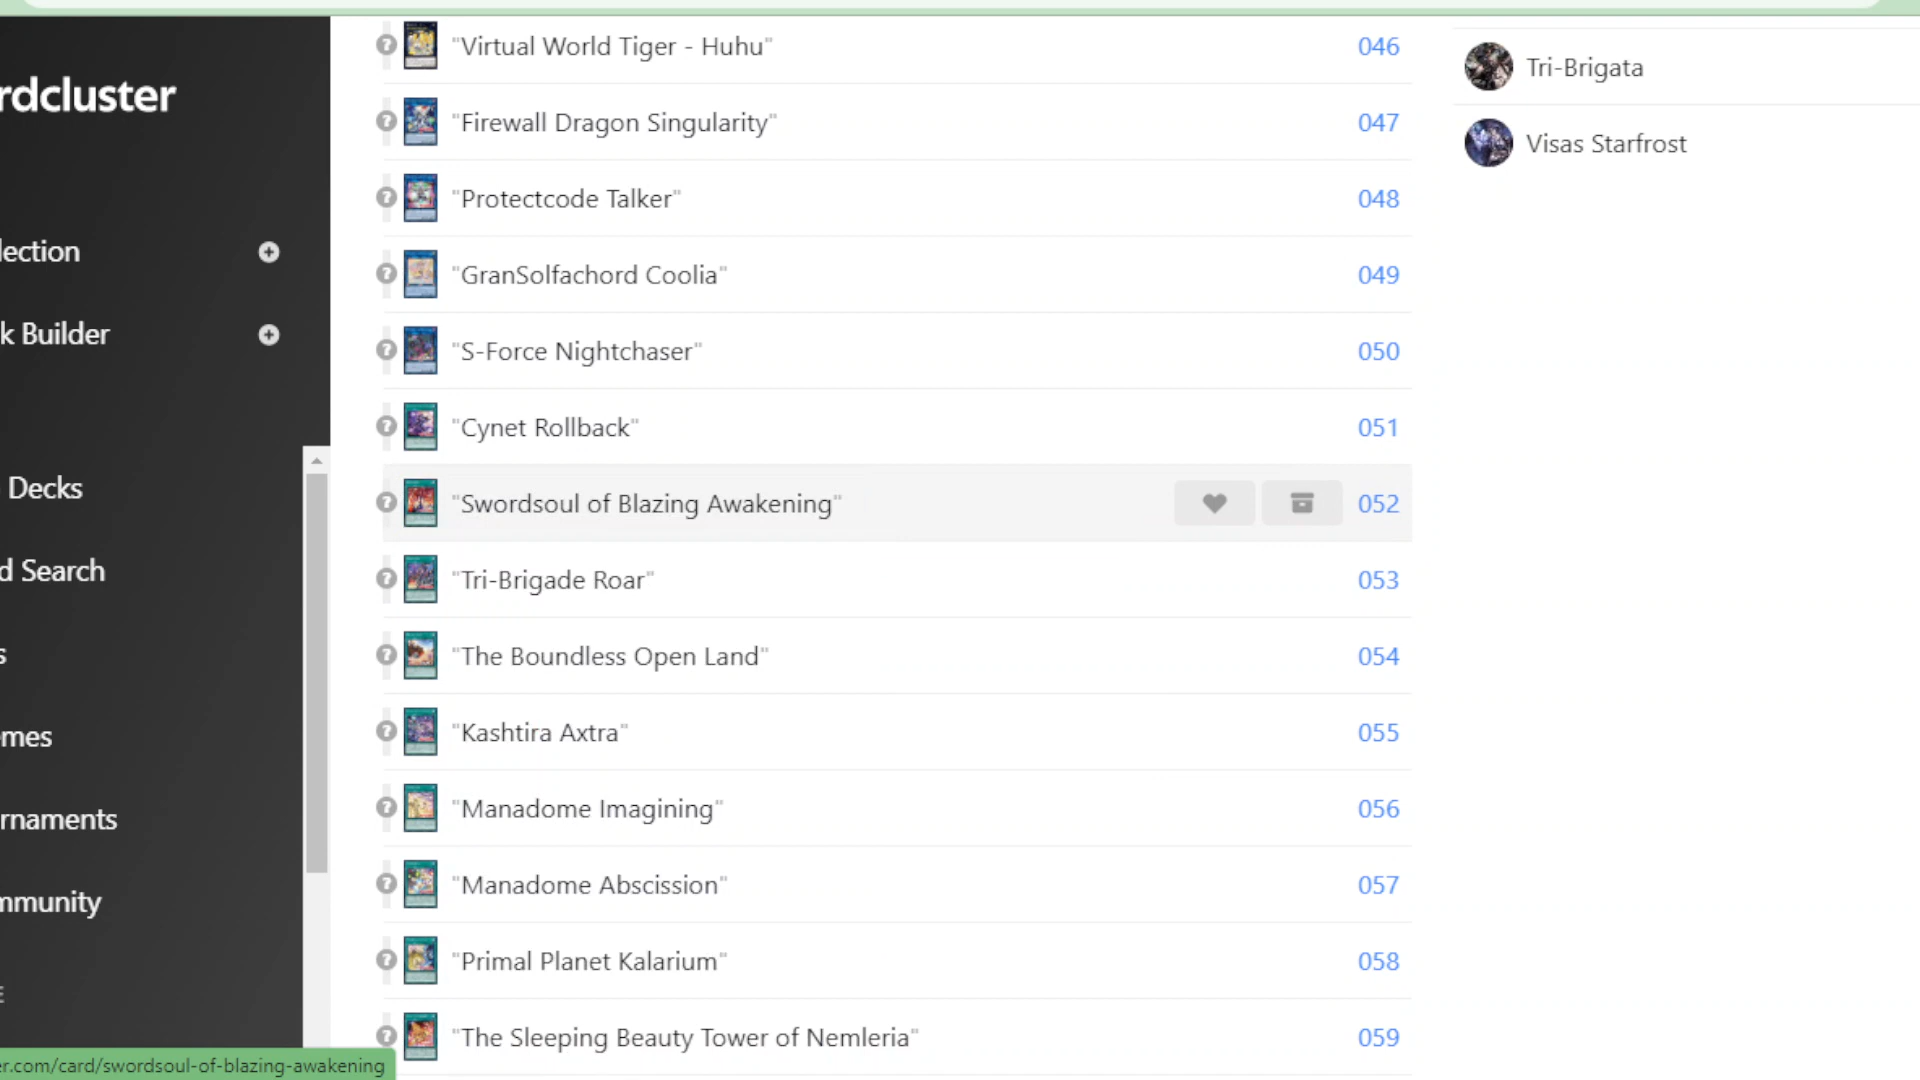 rdcluster
lection
k Builder
Decks
d Search
s
emes
rnaments
mmunity
E
"Virtual World Tiger - Huhu" 046
"Firewall Dragon Singularity" 047
"Protectcode Talker" 048
"GranSolfachord Coolia" 049
"S-Force Nightchaser" 050
"Cynet Rollback" 051
"Swordsoul of Blazing Awakening" 052
"Tri-Brigade Roar" 053
"The Boundless Open Land" 054
"Kashtira Axtra" 055
"Manadome Imagining" 056
"Manadome Abscission" 057
"Primal Planet Kalarium" 058
"The Sleeping Beauty Tower of Nemleria" 059
Tri-Brigata
Visas Starfrost
er.com/card/swordsoul-of-blazing-awakening